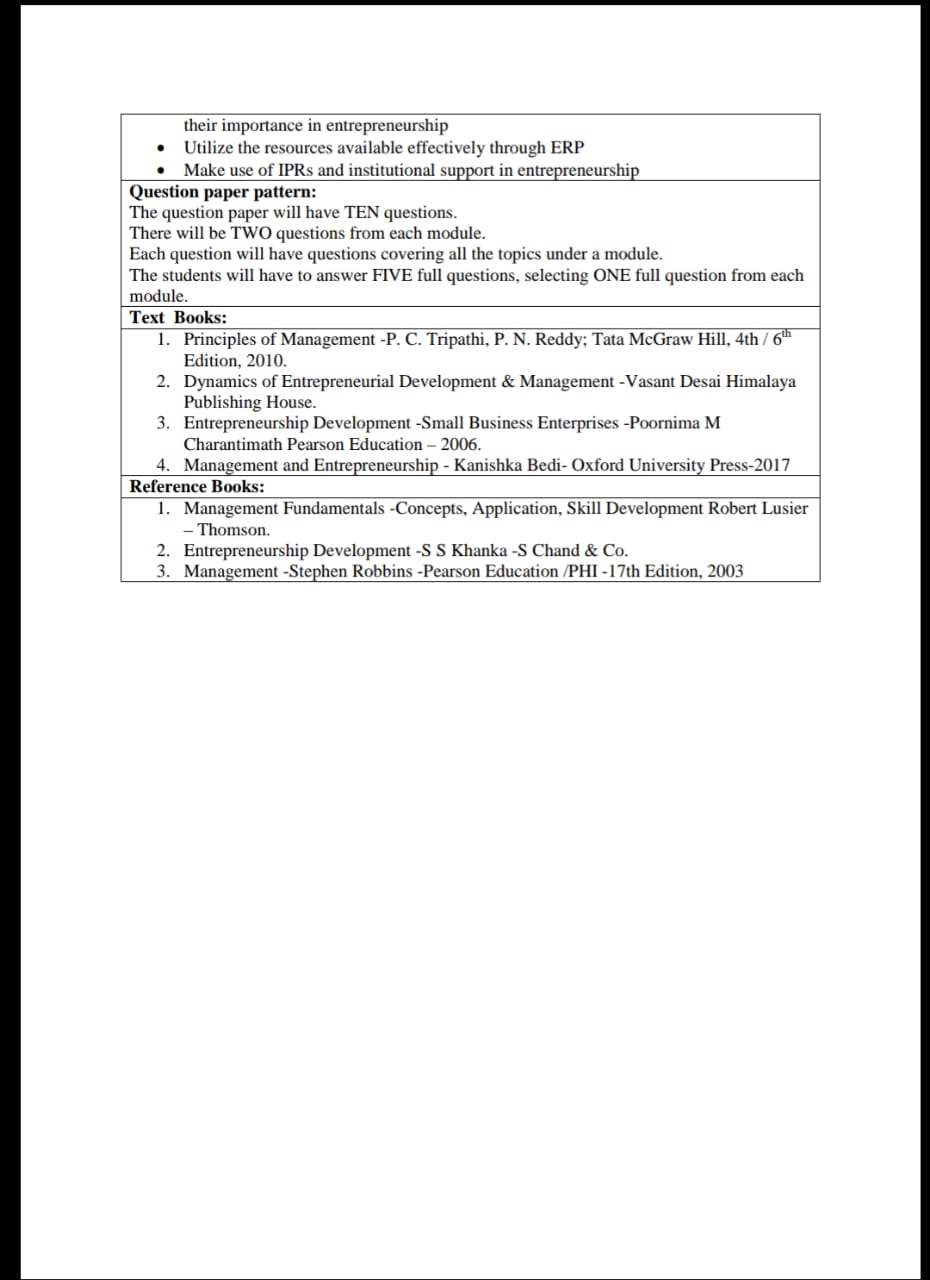 their importance in entrepreneurship
• Utilize the resources available effectively through ERP
• Make use of IPRs and institutional support in entrepreneurship
Question paper pattern:
The question paper will have TEN questions.
There will be TWO questions from each module.
Each question will have questions covering all the topics under a module.
The students will have to answer FIVE full questions, selecting ONE full question from each
module.
Text Books:
1. Principles of Management -P. C. Tripathi, P. N. Reddy; Tata McGraw Hill, 4th / 6th
Edition, 2010.
2. Dynamics of Entrepreneurial Development & Management -Vasant Desai Himalaya
Publishing House.
3. Entrepreneurship Development -Small Business Enterprises -Poornima M
Charantimath Pearson Education – 2006.
4. Management and Entrepreneurship - Kanishka Bedi- Oxford University Press-2017
Reference Books:
1. Management Fundamentals -Concepts, Application, Skill Development Robert Lusier
– Thomson.
2. Entrepreneurship Development -S S Khanka -S Chand & Co.
3. Management -Stephen Robbins -Pearson Education /PHI -17th Edition, 2003